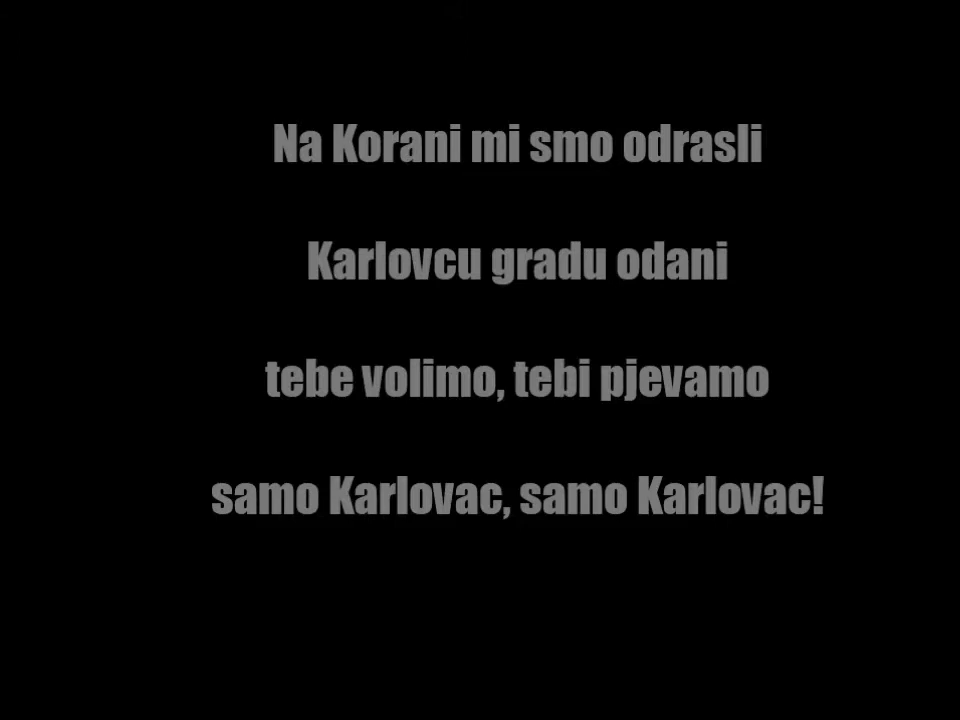 Na Korani mi smo odrasli
Karlovcu gradu odani
tebe volimo, tebi pjevamo
samo Karlovac, samo Karlovac!